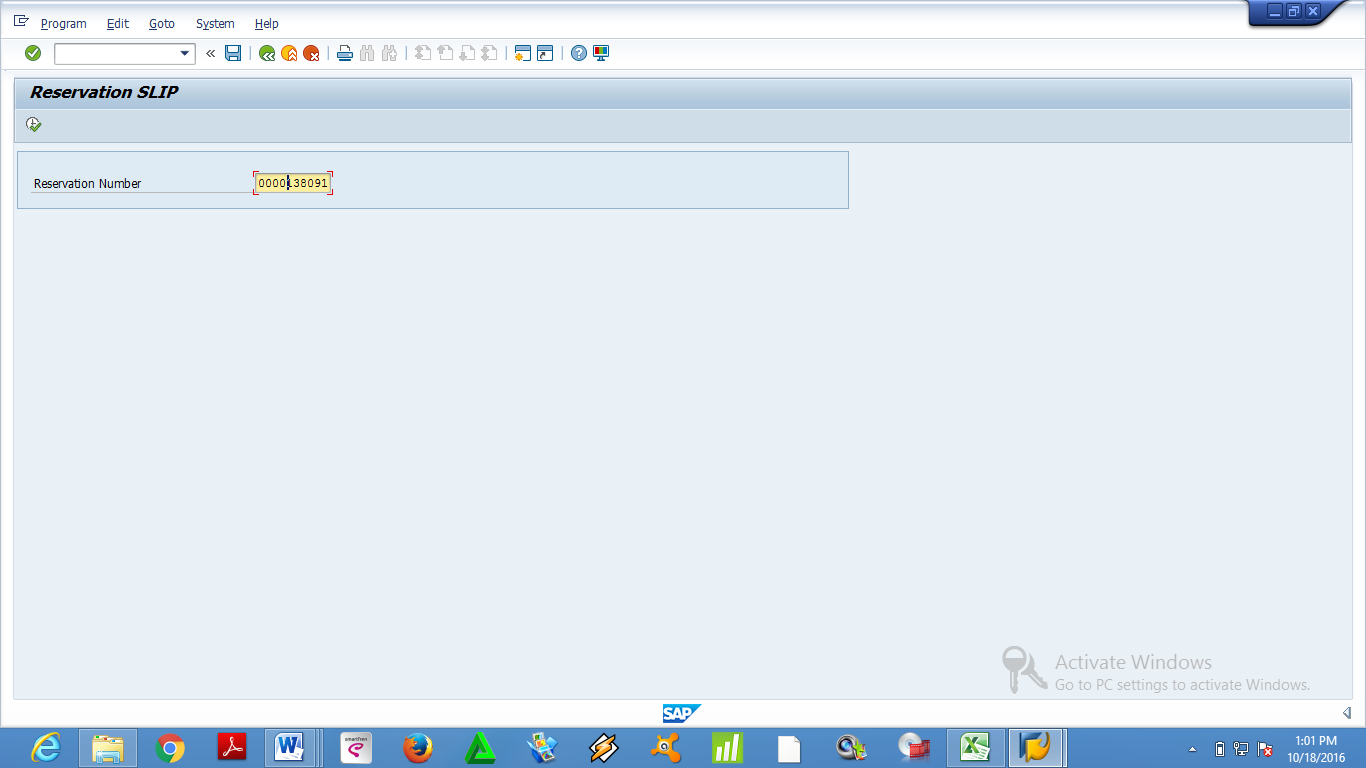 Program Edit Goto System Help
Reservation SLIP
Reservation Number 0000138091
Activate Windows
Go to PC settings to activate Windows.
SAP
smartfren
1:01 PM
10/18/2016